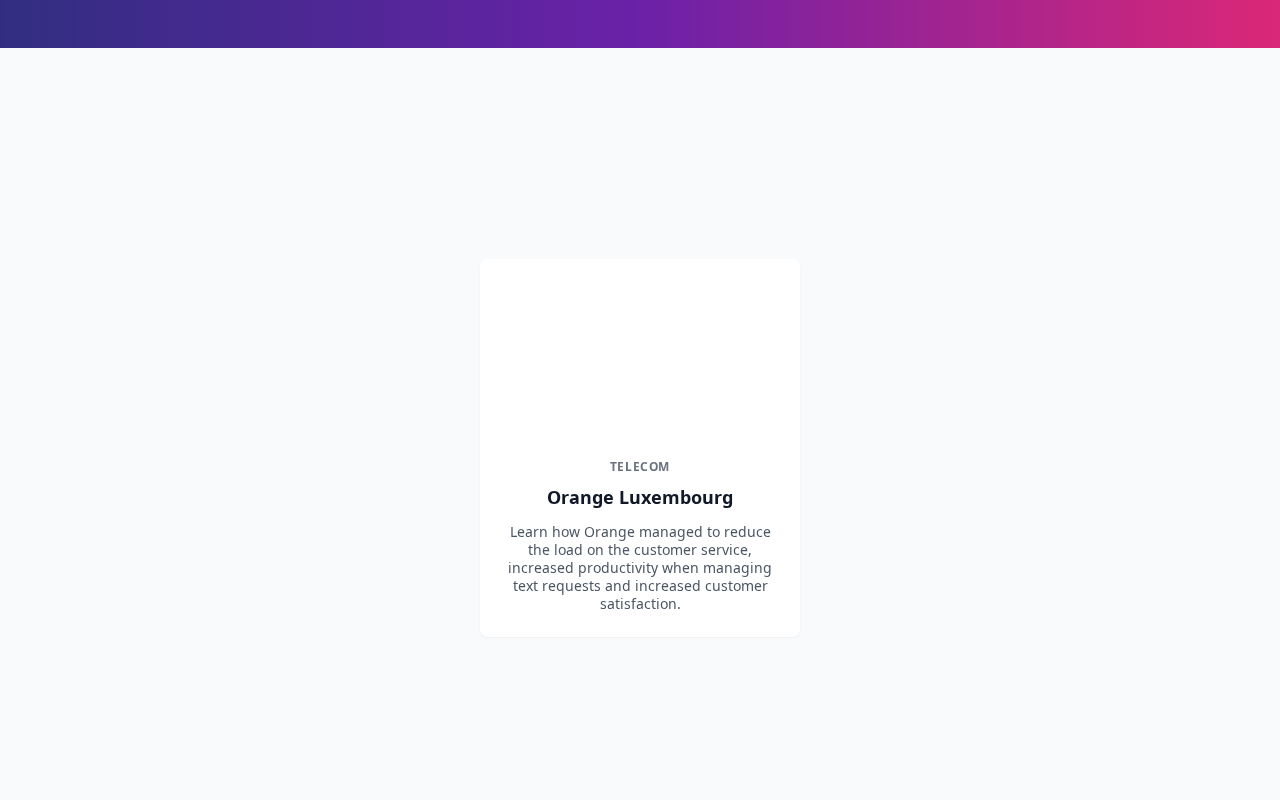 TELECOM
Orange Luxembourg
Learn how Orange managed to reduce
the load on the customer service,
increased productivity when managing
text requests and increased customer
satisfaction.